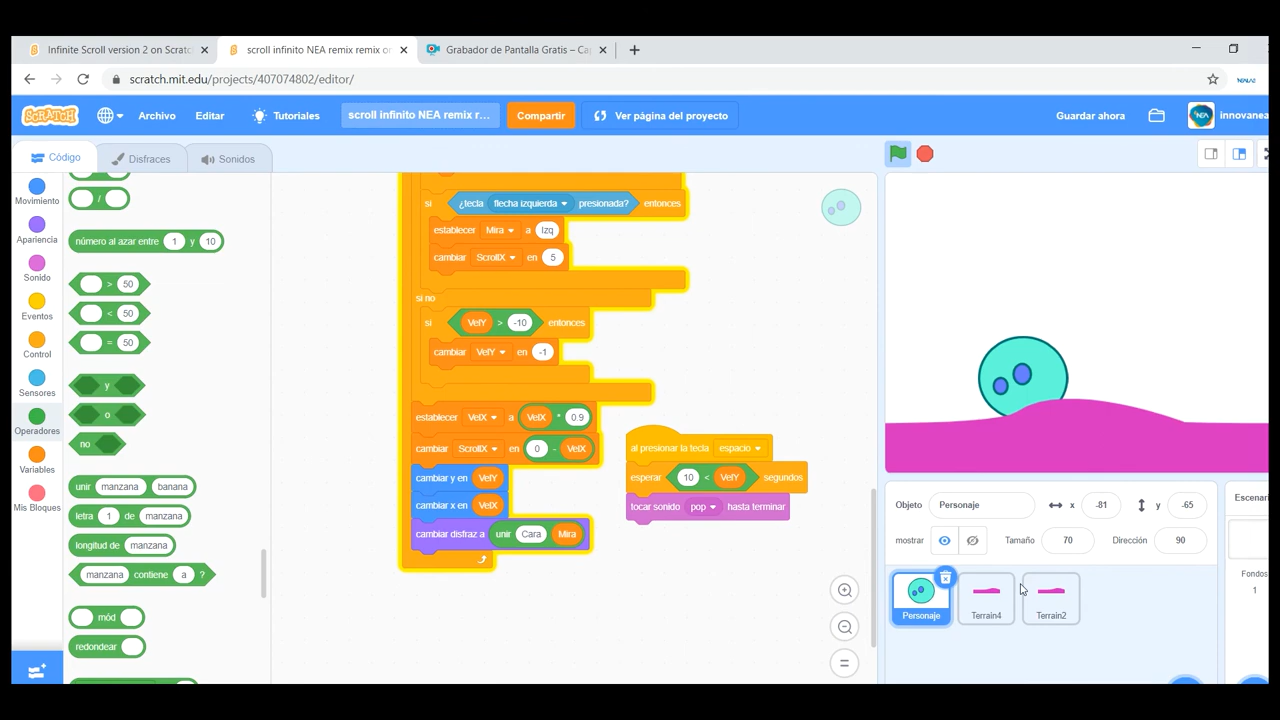 Infinite Scroll version 2 on Scratc
scroll infinito NEA remix remix o
Grabador de Pantalla Gratis – Ca
scratch.mit.edu/projects/407074802/editor/
SCRATCH
Archivo
Editar
Tutoriales
scroll infinito NEA remix r...
Compartir
Ver página del proyecto
Guardar ahora
NEA
innovanea
Código
Disfraces
Sonidos
Movimiento
Apariencia
Sonido
Eventos
Control
Sensores
Operadores
Variables
Mis Bloques
/
número al azar entre 1 y 10
> 50
< 50
= 50
y
o
no
unir manzana banana
letra 1 de manzana
longitud de manzana
manzana contiene a ?
mód
redondear
si ¿tecla flecha izquierda presionada? entonces
establecer Mira a Izq
cambiar ScrollX en 5
si no
si VelY > -10 entonces
cambiar VelY en -1
establecer VelX a VelX * 0.9
cambiar ScrollX en 0 - VelX
cambiar y en VelY
cambiar x en VelX
cambiar disfraz a unir Cara Mira
al presionar la tecla espacio
esperar 10 < VelY segundos
tocar sonido pop hasta terminar
Objeto Personaje x -81 y -65
mostrar Tamaño 70 Dirección 90
Personaje
Terrain4
Terrain2
Escenari
Fondos
1